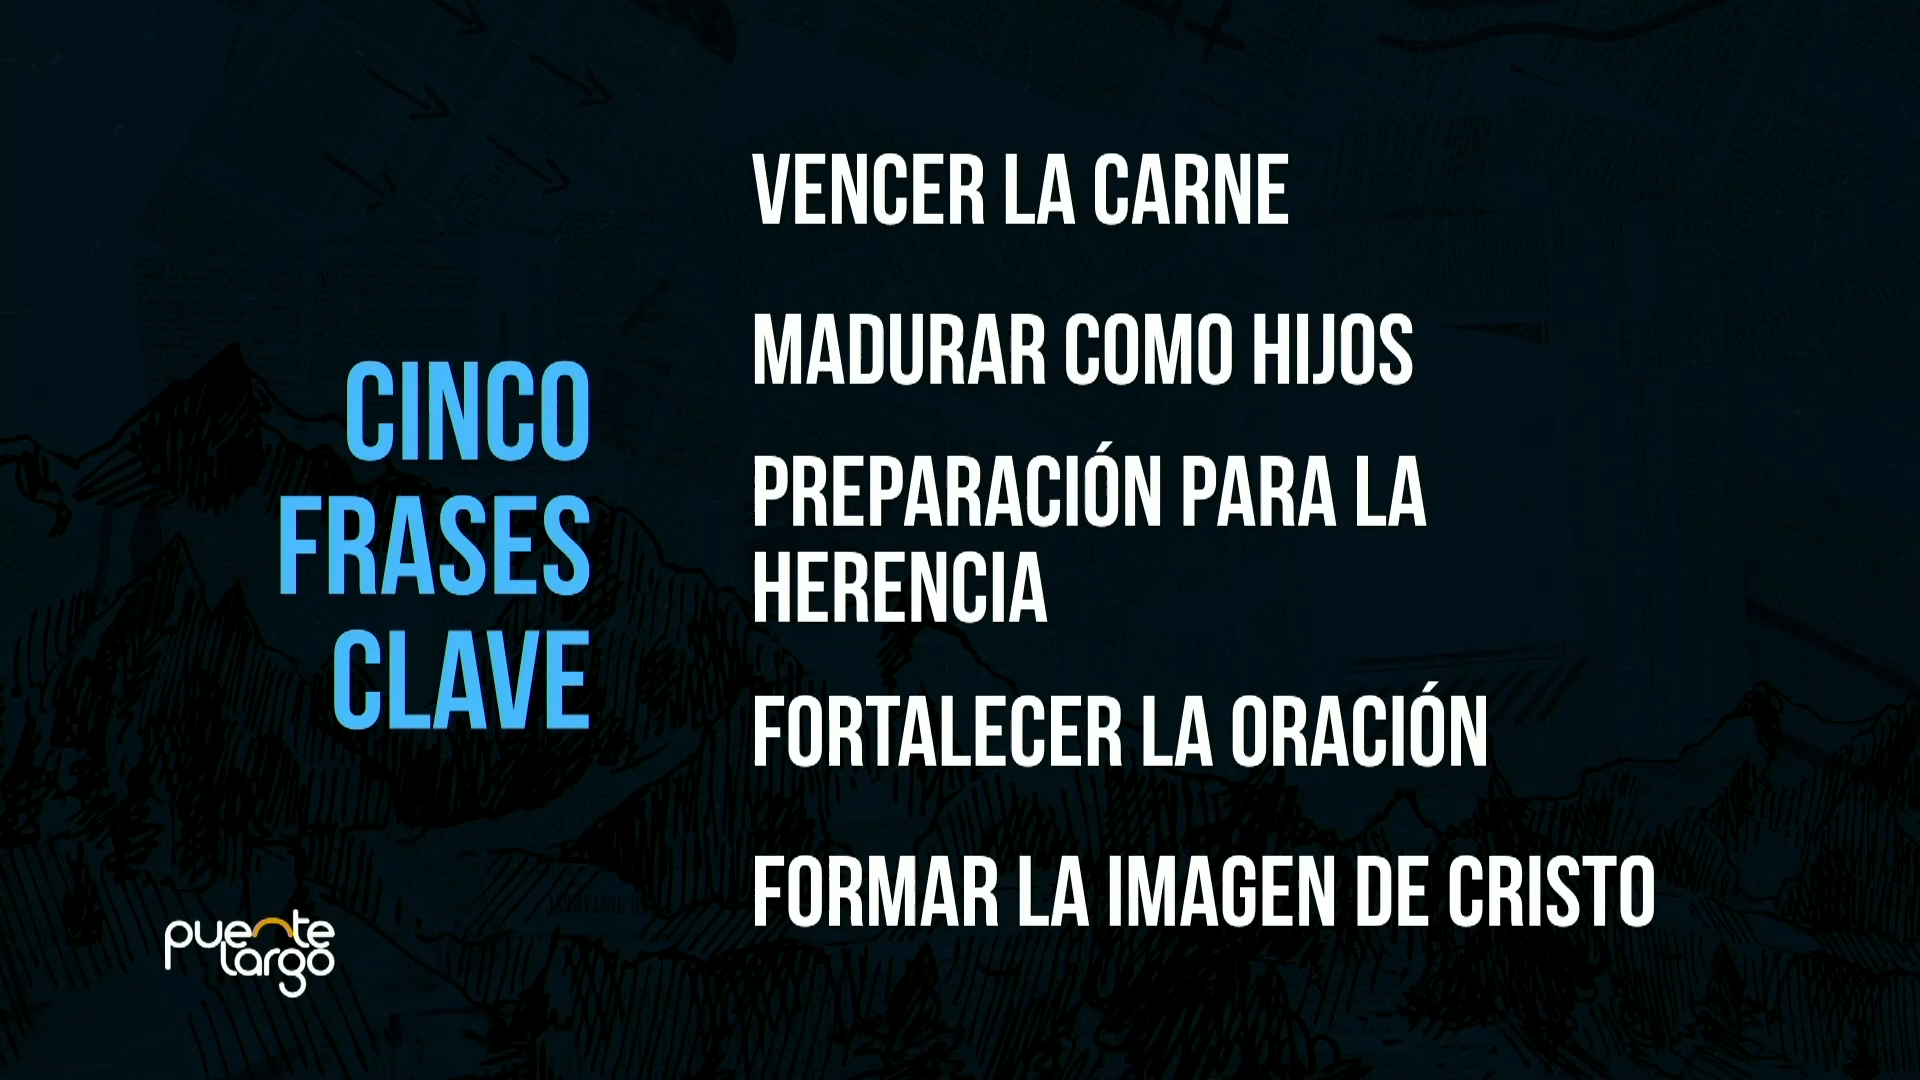 CINCO
FRASES
CLAVE
VENCER LA CARNE
MADURAR COMO HIJOS
PREPARACIÓN PARA LA
HERENCIA
FORTALECER LA ORACIÓN
FORMAR LA IMAGEN DE CRISTO
puente
largo